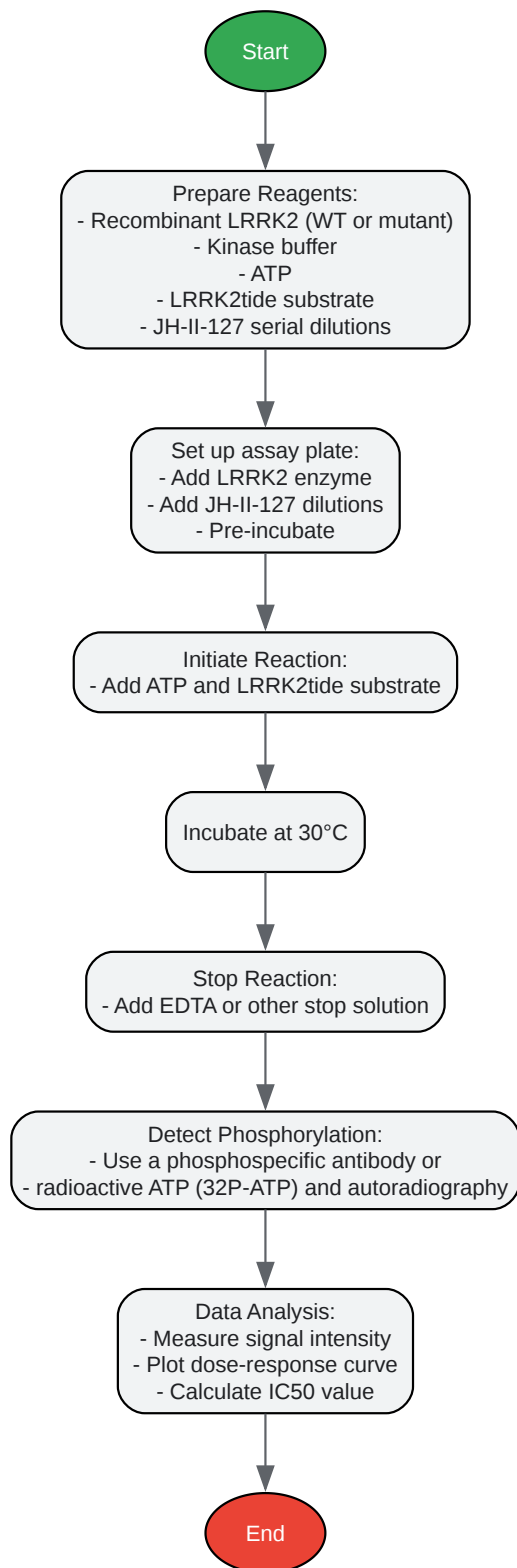 Start
Prepare Reagents:
- Recombinant LRRK2 (WT or mutant)
- Kinase buffer
- ATP
- LRRK2tide substrate
- JH-II-127 serial dilutions
Set up assay plate:
- Add LRRK2 enzyme
- Add JH-II-127 dilutions
- Pre-incubate
Initiate Reaction:
- Add ATP and LRRK2tide substrate
Incubate at 30°C
Stop Reaction:
- Add EDTA or other stop solution
Detect Phosphorylation:
- Use a phosphospecific antibody or
- radioactive ATP (32P-ATP) and autoradiography
Data Analysis:
- Measure signal intensity
- Plot dose-response curve
- Calculate IC50 value
End